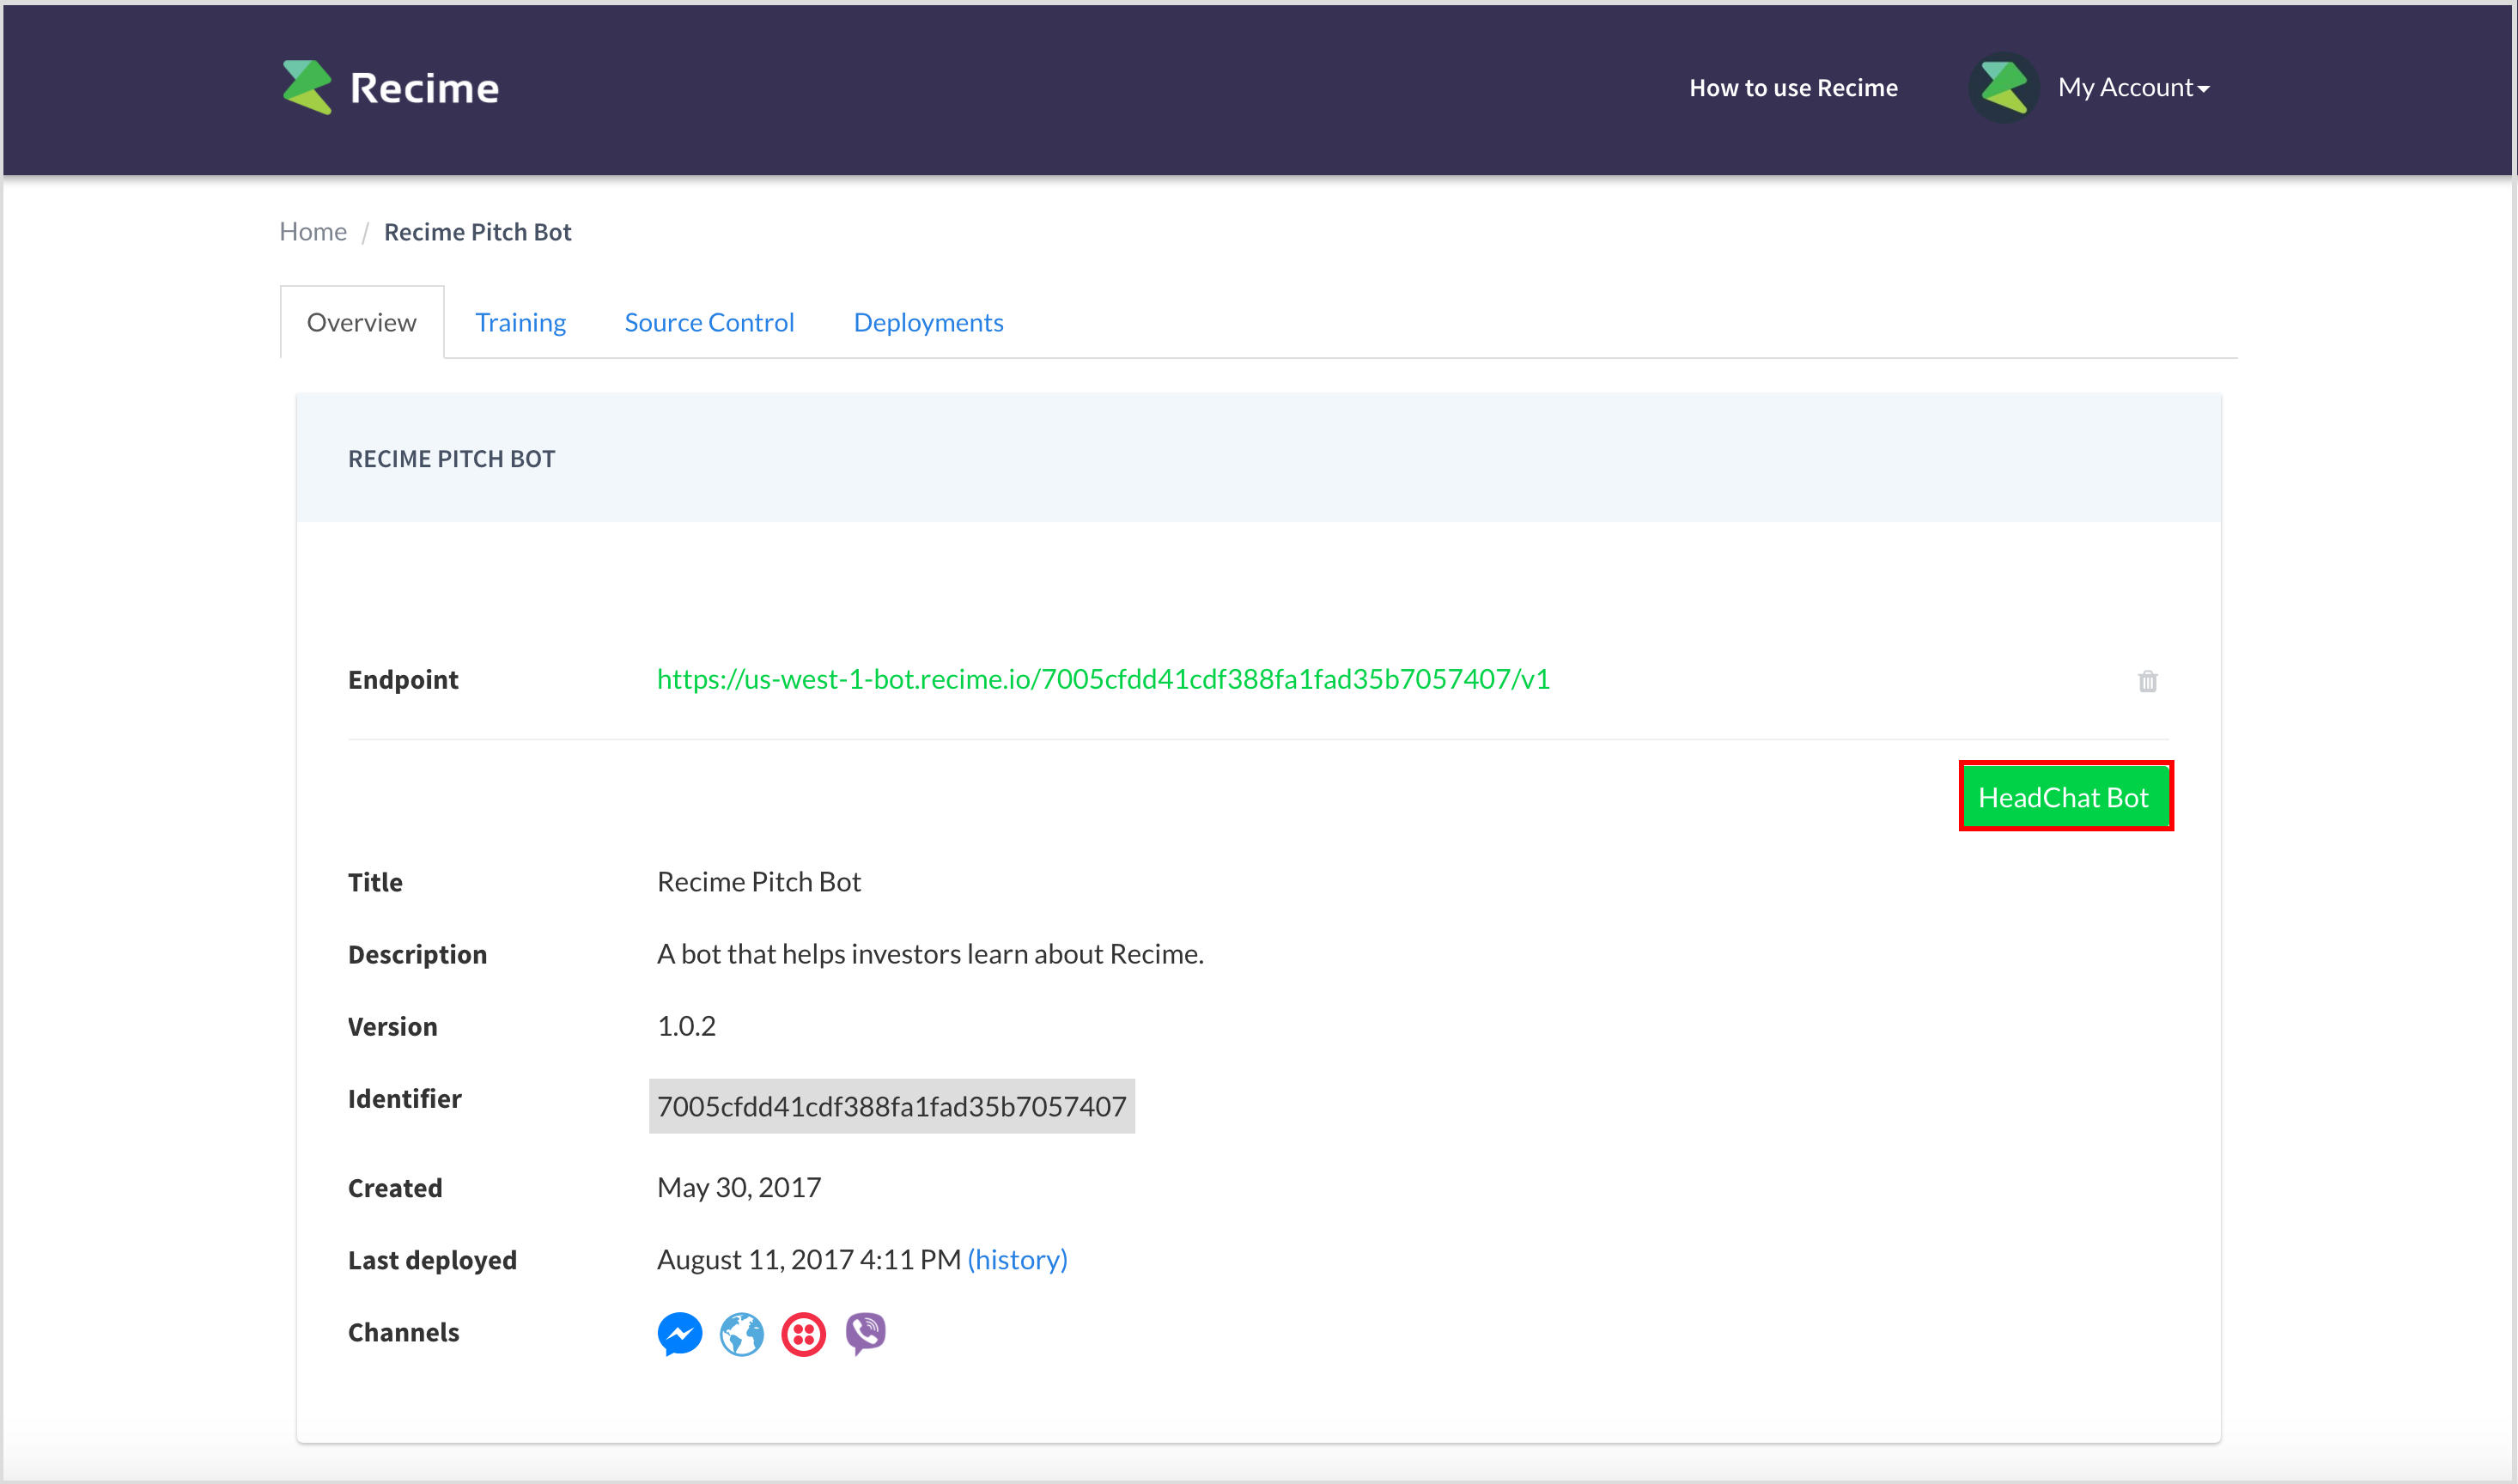 Recime How to use Recime My Account
Home / Recime Pitch Bot
Overview Training Source Control Deployments
RECIME PITCH BOT
Endpoint https://us-west-1-bot.recime.io/7005cfdd41cdf388fa1fad35b7057407/v1
HeadChat Bot
Title Recime Pitch Bot
Description A bot that helps investors learn about Recime.
Version 1.0.2
Identifier 7005cfdd41cdf388fa1fad35b7057407
Created May 30, 2017
Last deployed August 11, 2017 4:11 PM (history)
Channels